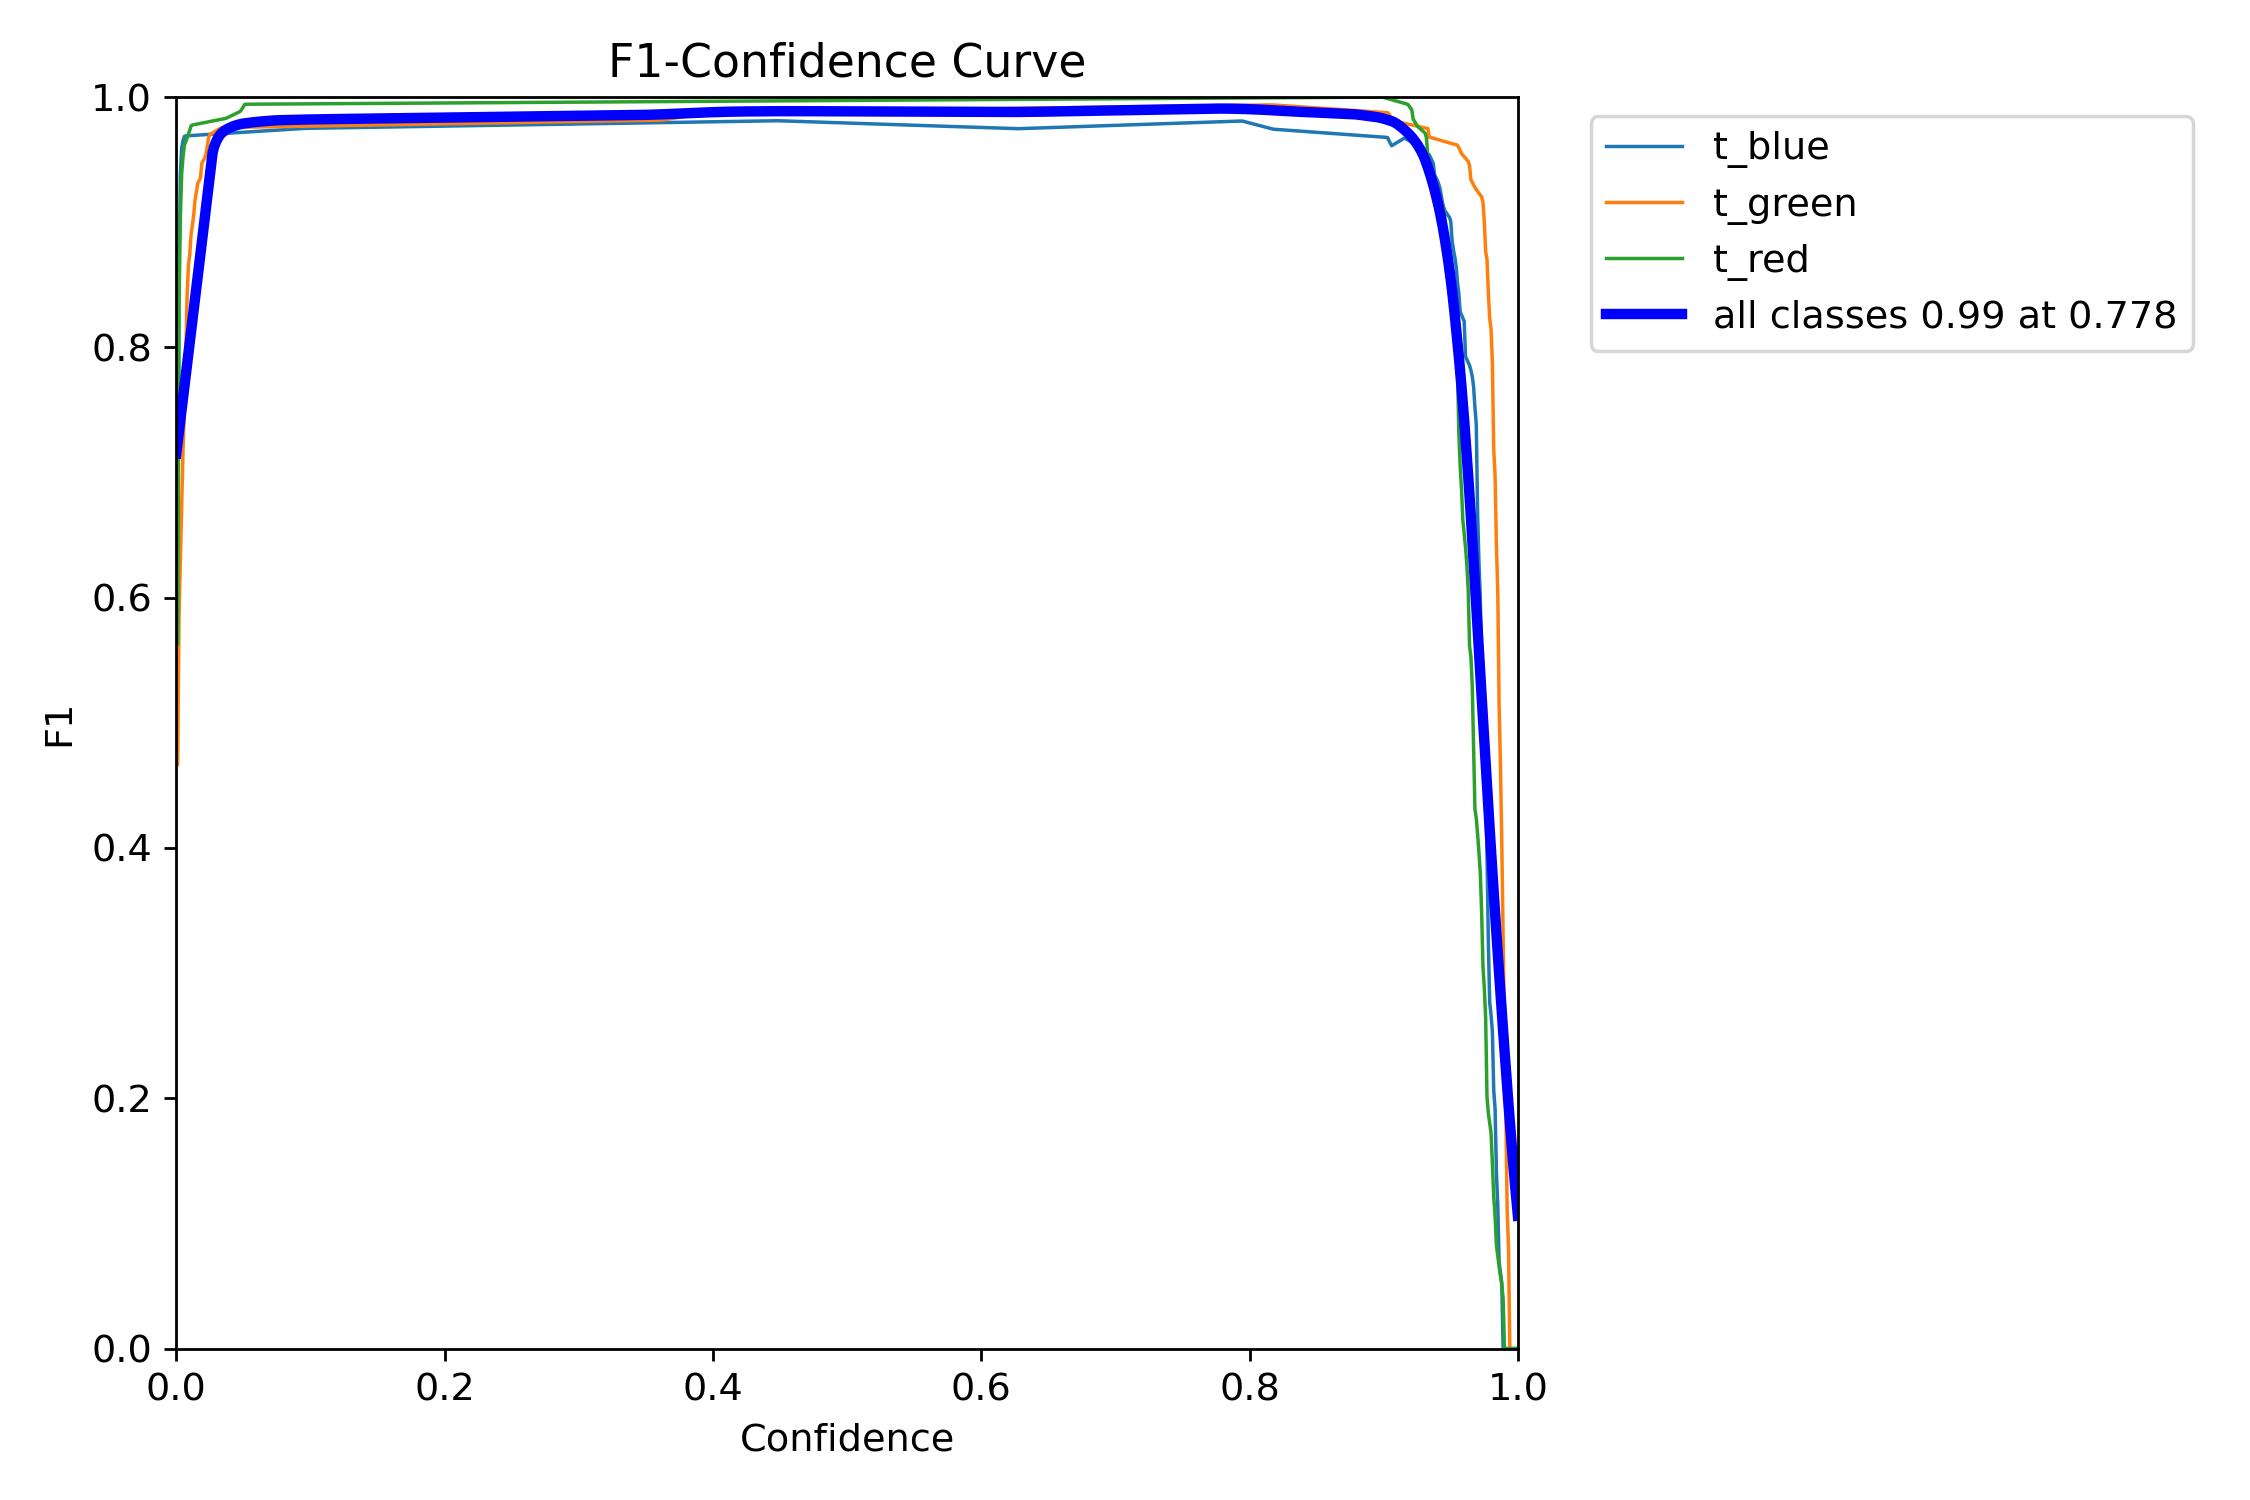 F1-Confidence Curve
1.0
0.8
0.6
0.4
0.2
0.0
F1
0.0 0.2 0.4 0.6 0.8 1.0
Confidence
t_blue
t_green
t_red
all classes 0.99 at 0.778